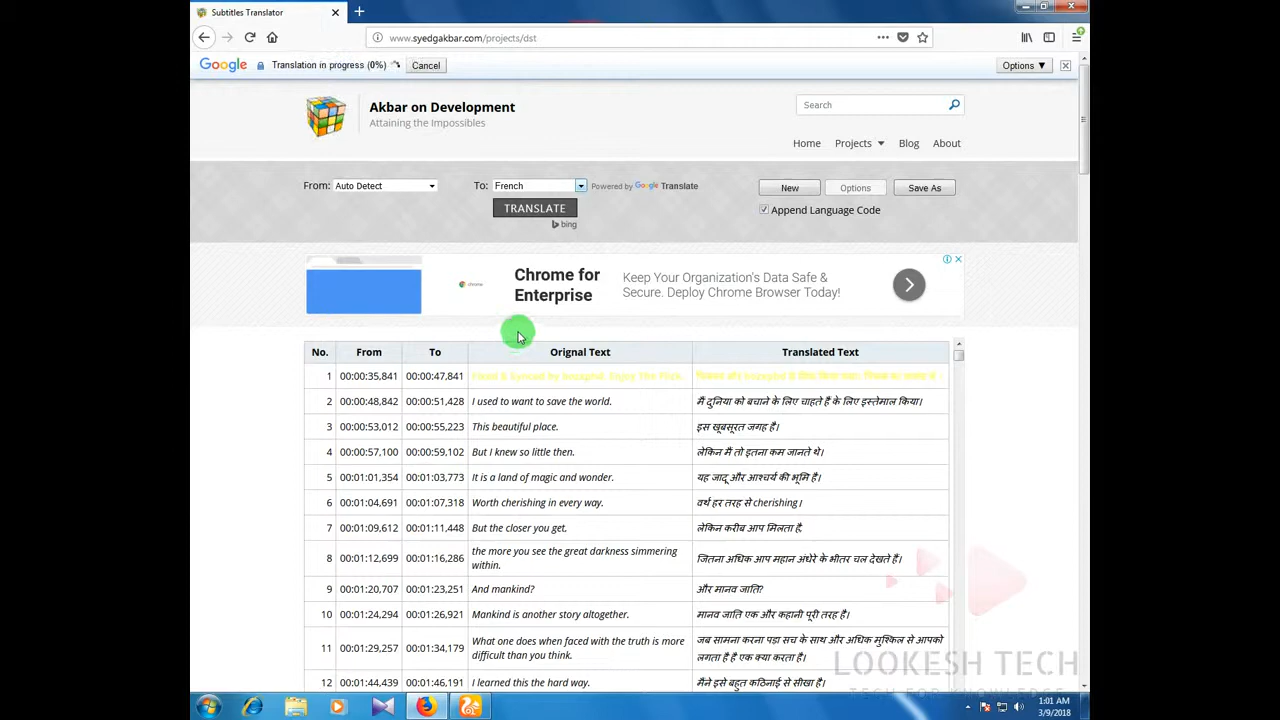 Subtitles Translator
www.syedgakbar.com/projects/dst
Google Translation in progress (0%) Cancel Options ▼
Akbar on Development
Attaining the Impossibles
Search
Home Projects Blog About
From: Auto Detect To: French Powered by Google Translate New Options Save As
TRANSLATE Append Language Code
bing
Chrome for
Enterprise
chrome
Keep Your Organization's Data Safe &
Secure. Deploy Chrome Browser Today!
No. From To Orignal Text Translated Text
1 00:00:35,841 00:00:47,841 Fixed & Synced by bozxphd. Enjoy The Flick
2 00:00:48,842 00:00:51,428 I used to want to save the world. मैं दुनिया को बचाने के लिए चाहते हैं के लिए इस्तेमाल किया।
3 00:00:53,012 00:00:55,223 This beautiful place. इस खूबसूरत जगह है।
4 00:00:57,100 00:00:59,102 But I knew so little then. लेकिन मैं तो इतना कम जानते थे।
5 00:01:01,354 00:01:03,773 It is a land of magic and wonder. यह जादू और आश्चर्य की भूमि है।
6 00:01:04,691 00:01:07,318 Worth cherishing in every way. वर्थ हर तरह से cherishing।
7 00:01:09,612 00:01:11,448 But the closer you get. लेकिन करीब आप मिलता है
8 00:01:12,699 00:01:16,286 the more you see the great darkness simmering
within. जितना अधिक आप महान अंधेरे के भीतर चल देखते हैं।
9 00:01:20,707 00:01:23,251 And mankind? और मानव जाति?
10 00:01:24,294 00:01:26,921 Mankind is another story altogether. मानव जाति एक और कहानी पूरी तरह है।
11 00:01:29,257 00:01:34,179 What one does when faced with the truth is more
difficult than you think. जब सामना करना पड़ा सच के साथ और अधिक मुश्किल से आपको
लगता है है एक क्या करता है।
12 00:01:44,439 00:01:46,191 I learned this the hard way. मैंने इसे बहुत कठिनाई से सीखा है।
LOOKESH TECH
TECH FOR KNOWLEDGE
1:01 AM
3/9/2018